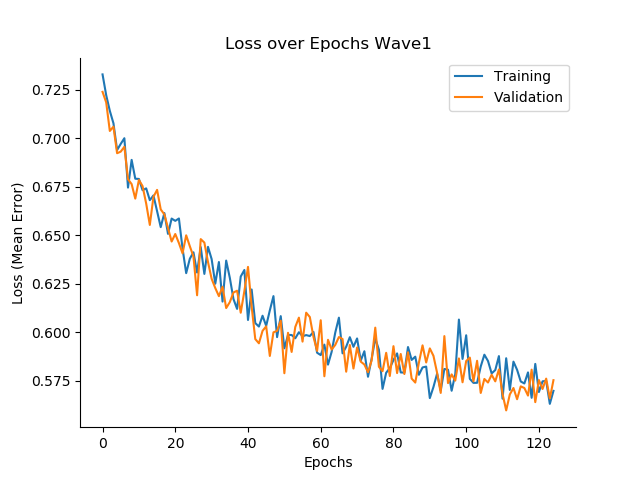 Loss over Epochs Wave1
Training
Validation
0.725
0.700
0.675
0.650
0.625
0.600
0.575
Loss (Mean Error)
0 20 40 60 80 100 120
Epochs